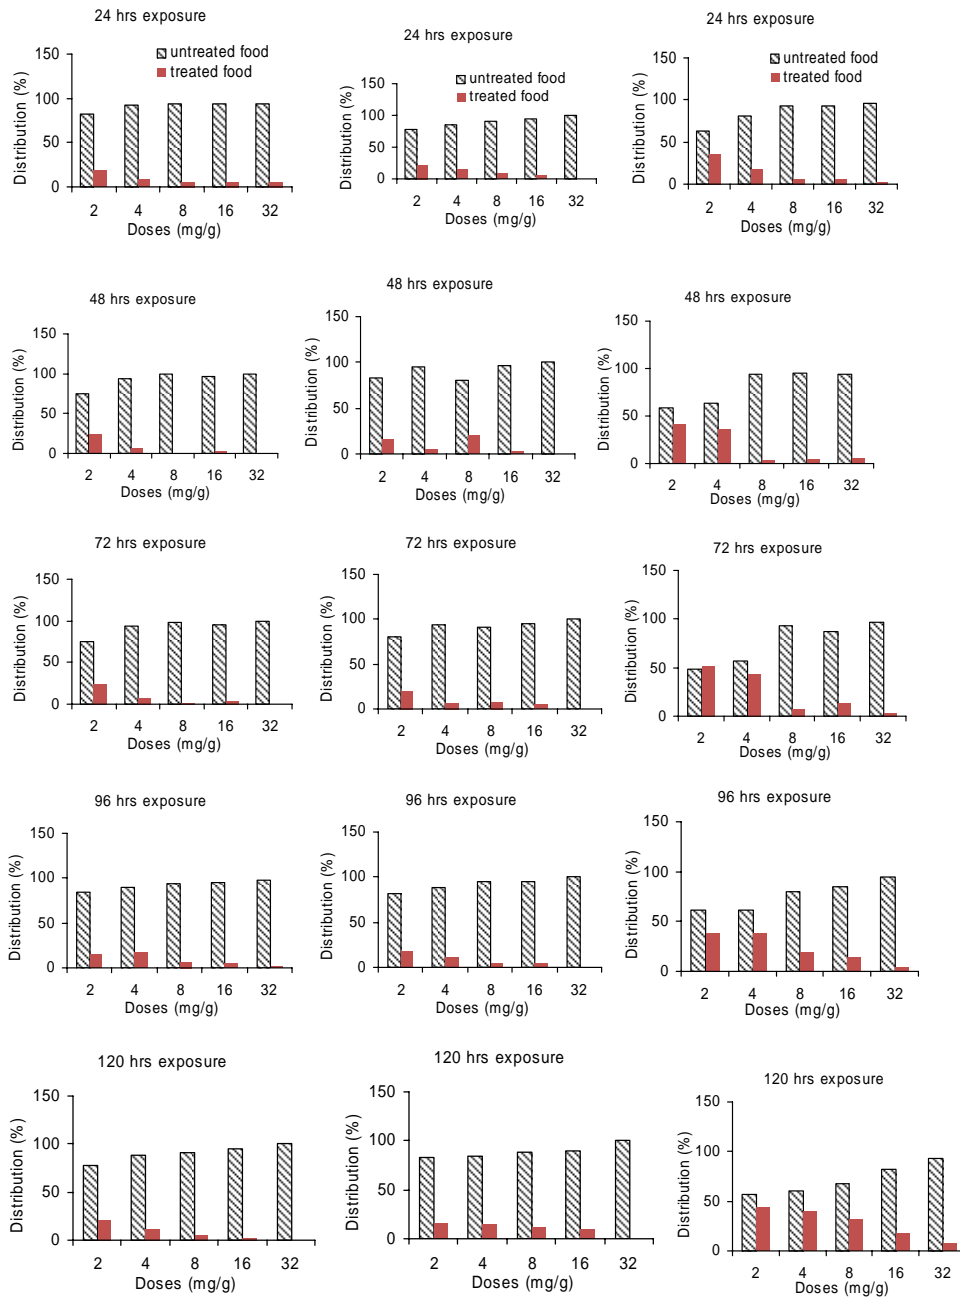 24 hrs exposure
150
100
50
0
Distribution (%)
untreated food
treated food
2 4 8 16 32
Doses (mg/g)
24 hrs exposure
150
100
50
0
Distribution (%)
untreated food
treated food
2 4 8 16 32
Doses (mg/g)
24 hrs exposure
150
100
50
0
Distribution (%)
untreated food
treated food
2 4 8 16 32
Doses (mg/g)
48 hrs exposure
150
100
50
0
Distribution (%)
2 4 8 16 32
Doses (mg/g)
48 hrs exposure
150
100
50
0
Distribution (%)
2 4 8 16 32
Doses (mg/g)
48 hrs exposure
150
100
50
0
Distribution (%)
2 4 8 16 32
Doses (mg/g)
72 hrs exposure
150
100
50
0
Distribution (%)
2 4 8 16 32
Doses (mg/g)
72 hrs exposure
150
100
50
0
Distribution (%)
2 4 8 16 32
Doses (mg/g)
72 hrs exposure
150
100
50
0
Distribution (%)
2 4 8 16 32
Doses (mg/g)
96 hrs exposure
150
100
50
0
Distribution (%)
2 4 8 16 32
Doses (mg/g)
96 hrs exposure
150
100
50
0
Distribution (%)
2 4 8 16 32
Doses (mg/g)
96 hrs exposure
150
100
50
0
Distribution (%)
2 4 8 16 32
Doses (mg/g)
120 hrs exposure
150
100
50
0
Distribution (%)
2 4 8 16 32
Doses (mg/g)
120 hrs exposure
150
100
50
0
Distribution (%)
2 4 8 16 32
Doses (mg/g)
120 hrs exposure
150
100
50
0
Distribution (%)
2 4 8 16 32
Doses (mg/g)